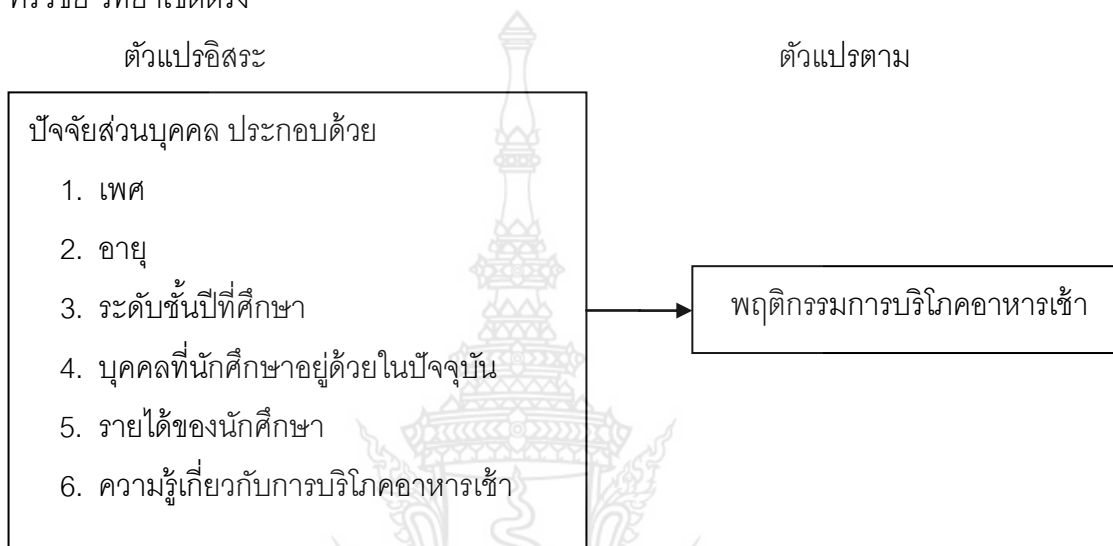 ตัวแปรอิสระ ตัวแปรตาม
ปัจจัยส่วนบุคคล ประกอบด้วย
1. เพศ
2. อายุ
3. ระดับชั้นปีที่ศึกษา
พฤติกรรมการบริโภคอาหารเช้า
4. บุคคลที่นักศึกษาอยู่ด้วยในปัจจุบัน
5. รายได้ของนักศึกษา
6. ความรู้เกี่ยวกับการบริโภคอาหารเช้า